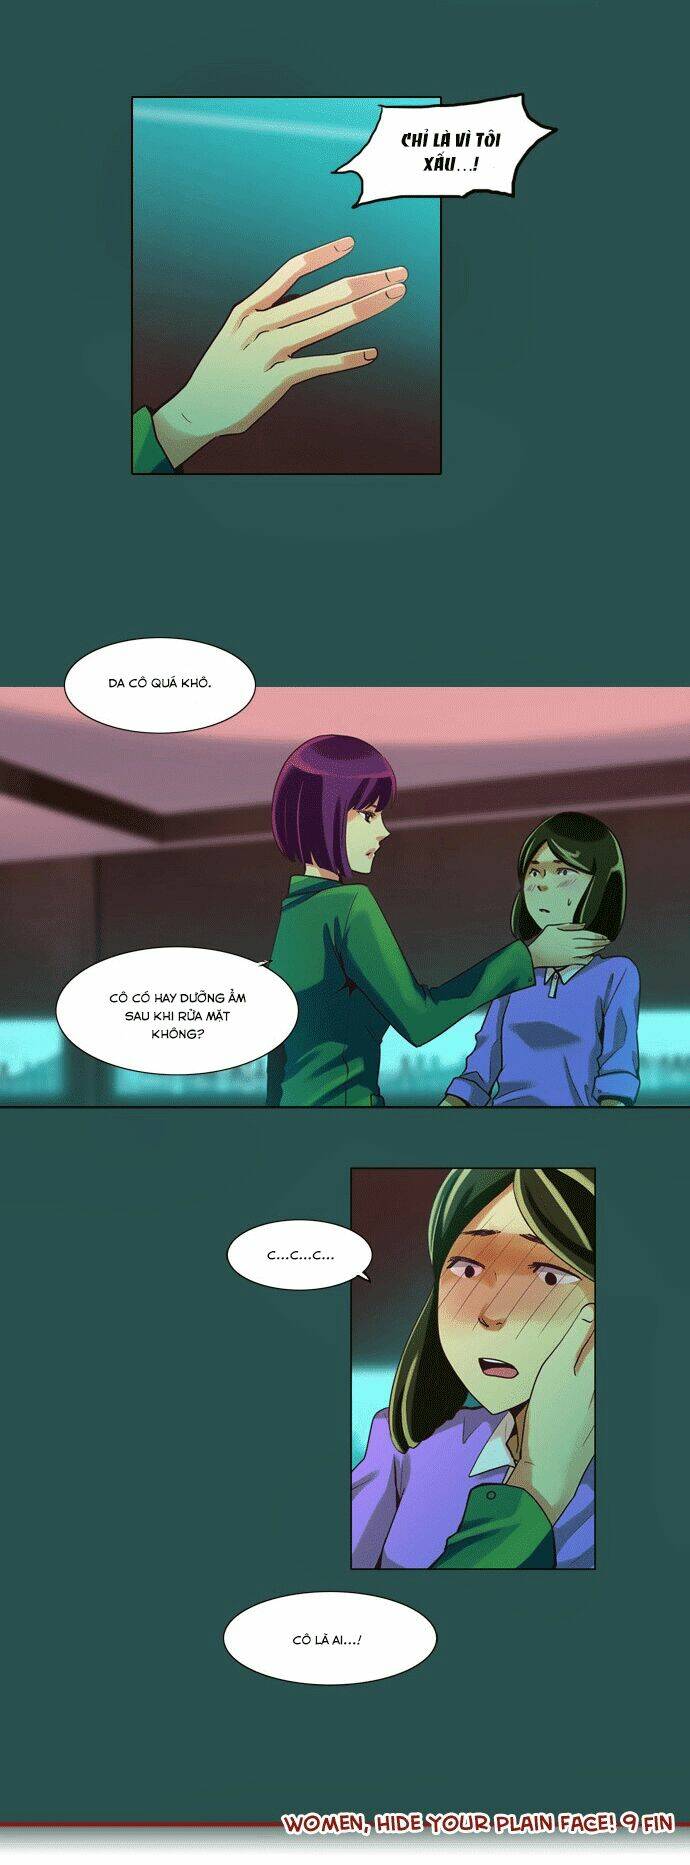 CHỈ LÀ VÌ TÔI
XẤU...!
DA CÔ QUÁ KHÔ.
CÔ CÓ HAY DƯỠNG ẨM
SAU KHI RỬA MẶT
KHÔNG?
C...C...C...
CÔ LÀ AI...!
WOMEN, HIDE YOUR PLAIN FACE! 9 FIN